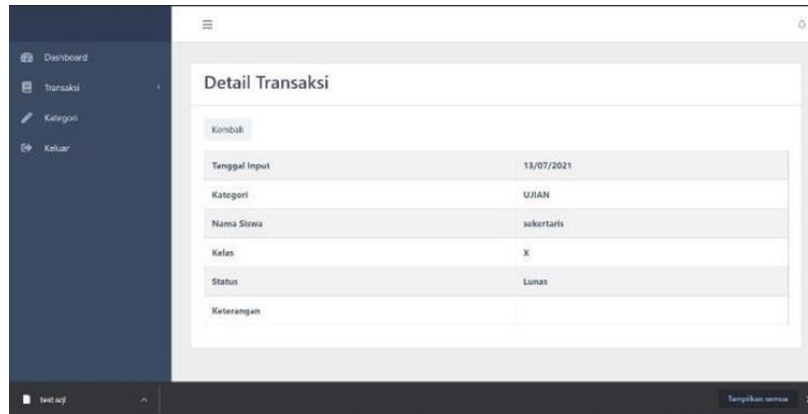 Dashboard
Transaksi
Kategori
Keluar
Detail Transaksi
Kembali
Tanggal Input 13/07/2021
Kategori UJIAN
Nama Siswa sekertaris
Kelas X
Status Lunas
Keterangan
test.sql
Tampilkan semua